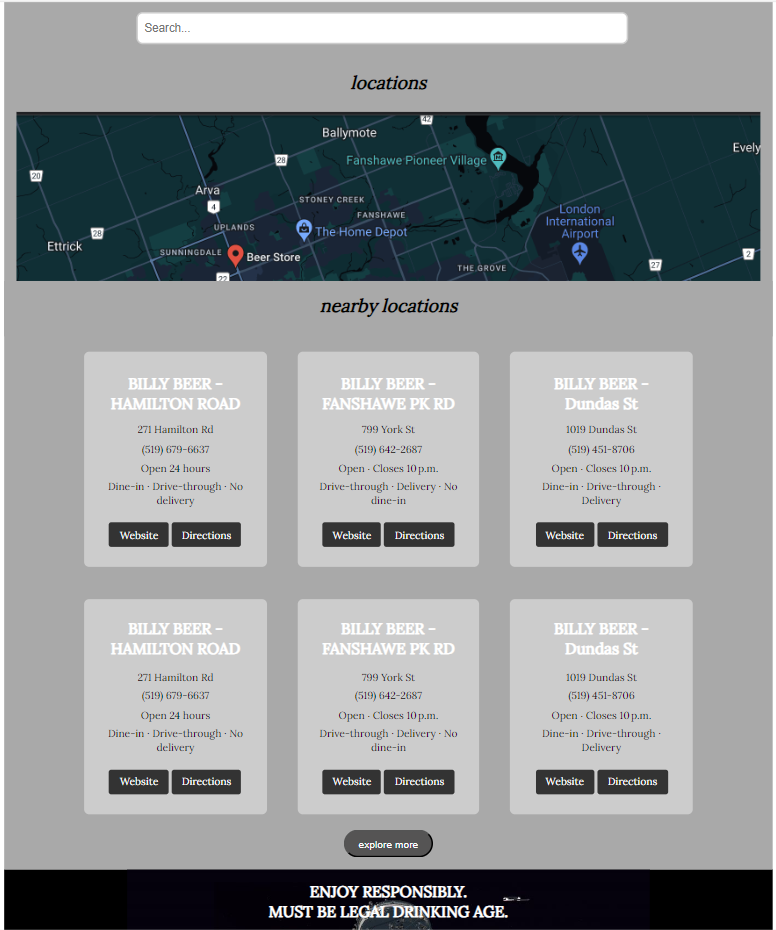 Search...
locations
42
Ballymote
Evely
Fanshawe Pioneer Village
28
20
Arva
4
STONEY CREEK
FANSHAWE
London
International
Airport
UPLANDS
28
The Home Depot
Ettrick
SUNNINGDALE
Beer Store
2
THE GROVE
27
22
nearby locations
BILLY BEER -
HAMILTON ROAD
271 Hamilton Rd
(519) 679-6637
Open 24 hours
Dine-in · Drive-through · No
delivery
Website Directions
BILLY BEER -
FANSHAWE PK RD
799 York St
(519) 642-2687
Open · Closes 10 p.m.
Drive-through · Delivery · No
dine-in
Website Directions
BILLY BEER -
Dundas St
1019 Dundas St
(519) 451-8706
Open · Closes 10 p.m.
Dine-in · Drive-through ·
Delivery
Website Directions
BILLY BEER -
HAMILTON ROAD
271 Hamilton Rd
(519) 679-6637
Open 24 hours
Dine-in · Drive-through · No
delivery
Website Directions
BILLY BEER -
FANSHAWE PK RD
799 York St
(519) 642-2687
Open · Closes 10 p.m.
Drive-through · Delivery · No
dine-in
Website Directions
BILLY BEER -
Dundas St
1019 Dundas St
(519) 451-8706
Open · Closes 10 p.m.
Dine-in · Drive-through ·
Delivery
Website Directions
explore more
ENJOY RESPONSIBLY.
MUST BE LEGAL DRINKING AGE.